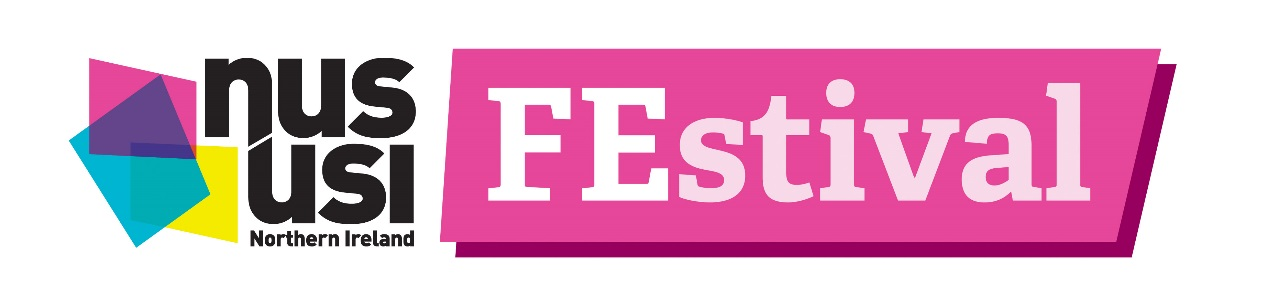 nus
usi
Northern Ireland
FEstival